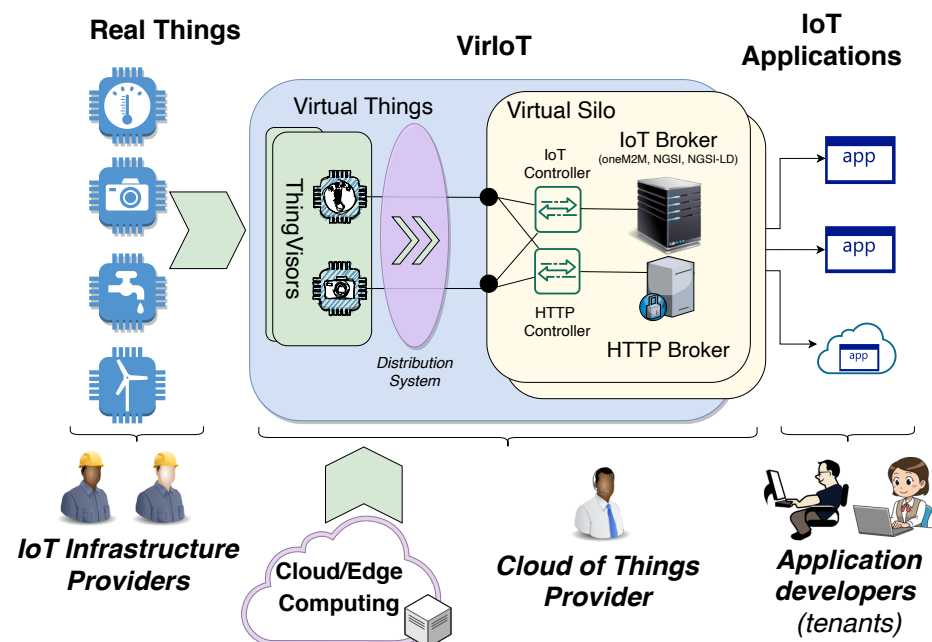 Real Things
VirIoT
IoT
Applications
Virtual Things
Virtual Silo
ThingVisors
IoT
Controller
IoT Broker
(oneM2M, NGSI, NGSI-LD)
HTTP
Controller
HTTP Broker
Distribution
System
app
app
app
IoT Infrastructure
Providers
Cloud/Edge
Computing
Cloud of Things
Provider
Application
developers
(tenants)